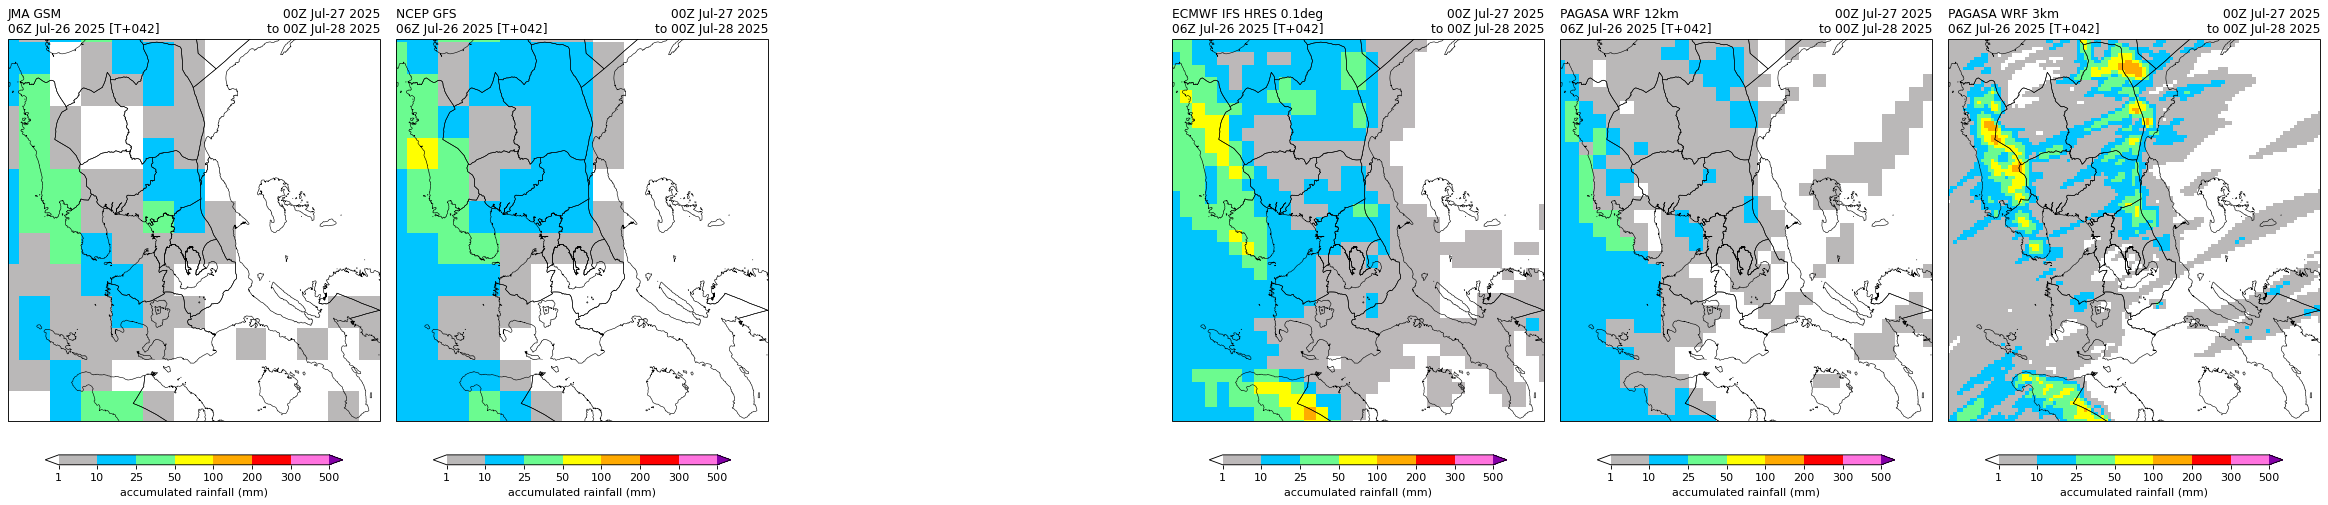 JMA GSM 00Z Jul-27 2025
06Z Jul-26 2025 [T+042] to 00Z Jul-28 2025
1 10 25 50 100 200 300 500
accumulated rainfall (mm)
NCEP GFS 00Z Jul-27 2025
06Z Jul-26 2025 [T+042] to 00Z Jul-28 2025
1 10 25 50 100 200 300 500
accumulated rainfall (mm)
ECMWF IFS HRES 0.1deg 00Z Jul-27 2025
06Z Jul-26 2025 [T+042] to 00Z Jul-28 2025
1 10 25 50 100 200 300 500
accumulated rainfall (mm)
PAGASA WRF 12km 00Z Jul-27 2025
06Z Jul-26 2025 [T+042] to 00Z Jul-28 2025
1 10 25 50 100 200 300 500
accumulated rainfall (mm)
PAGASA WRF 3km 00Z Jul-27 2025
06Z Jul-26 2025 [T+042] to 00Z Jul-28 2025
1 10 25 50 100 200 300 500
accumulated rainfall (mm)